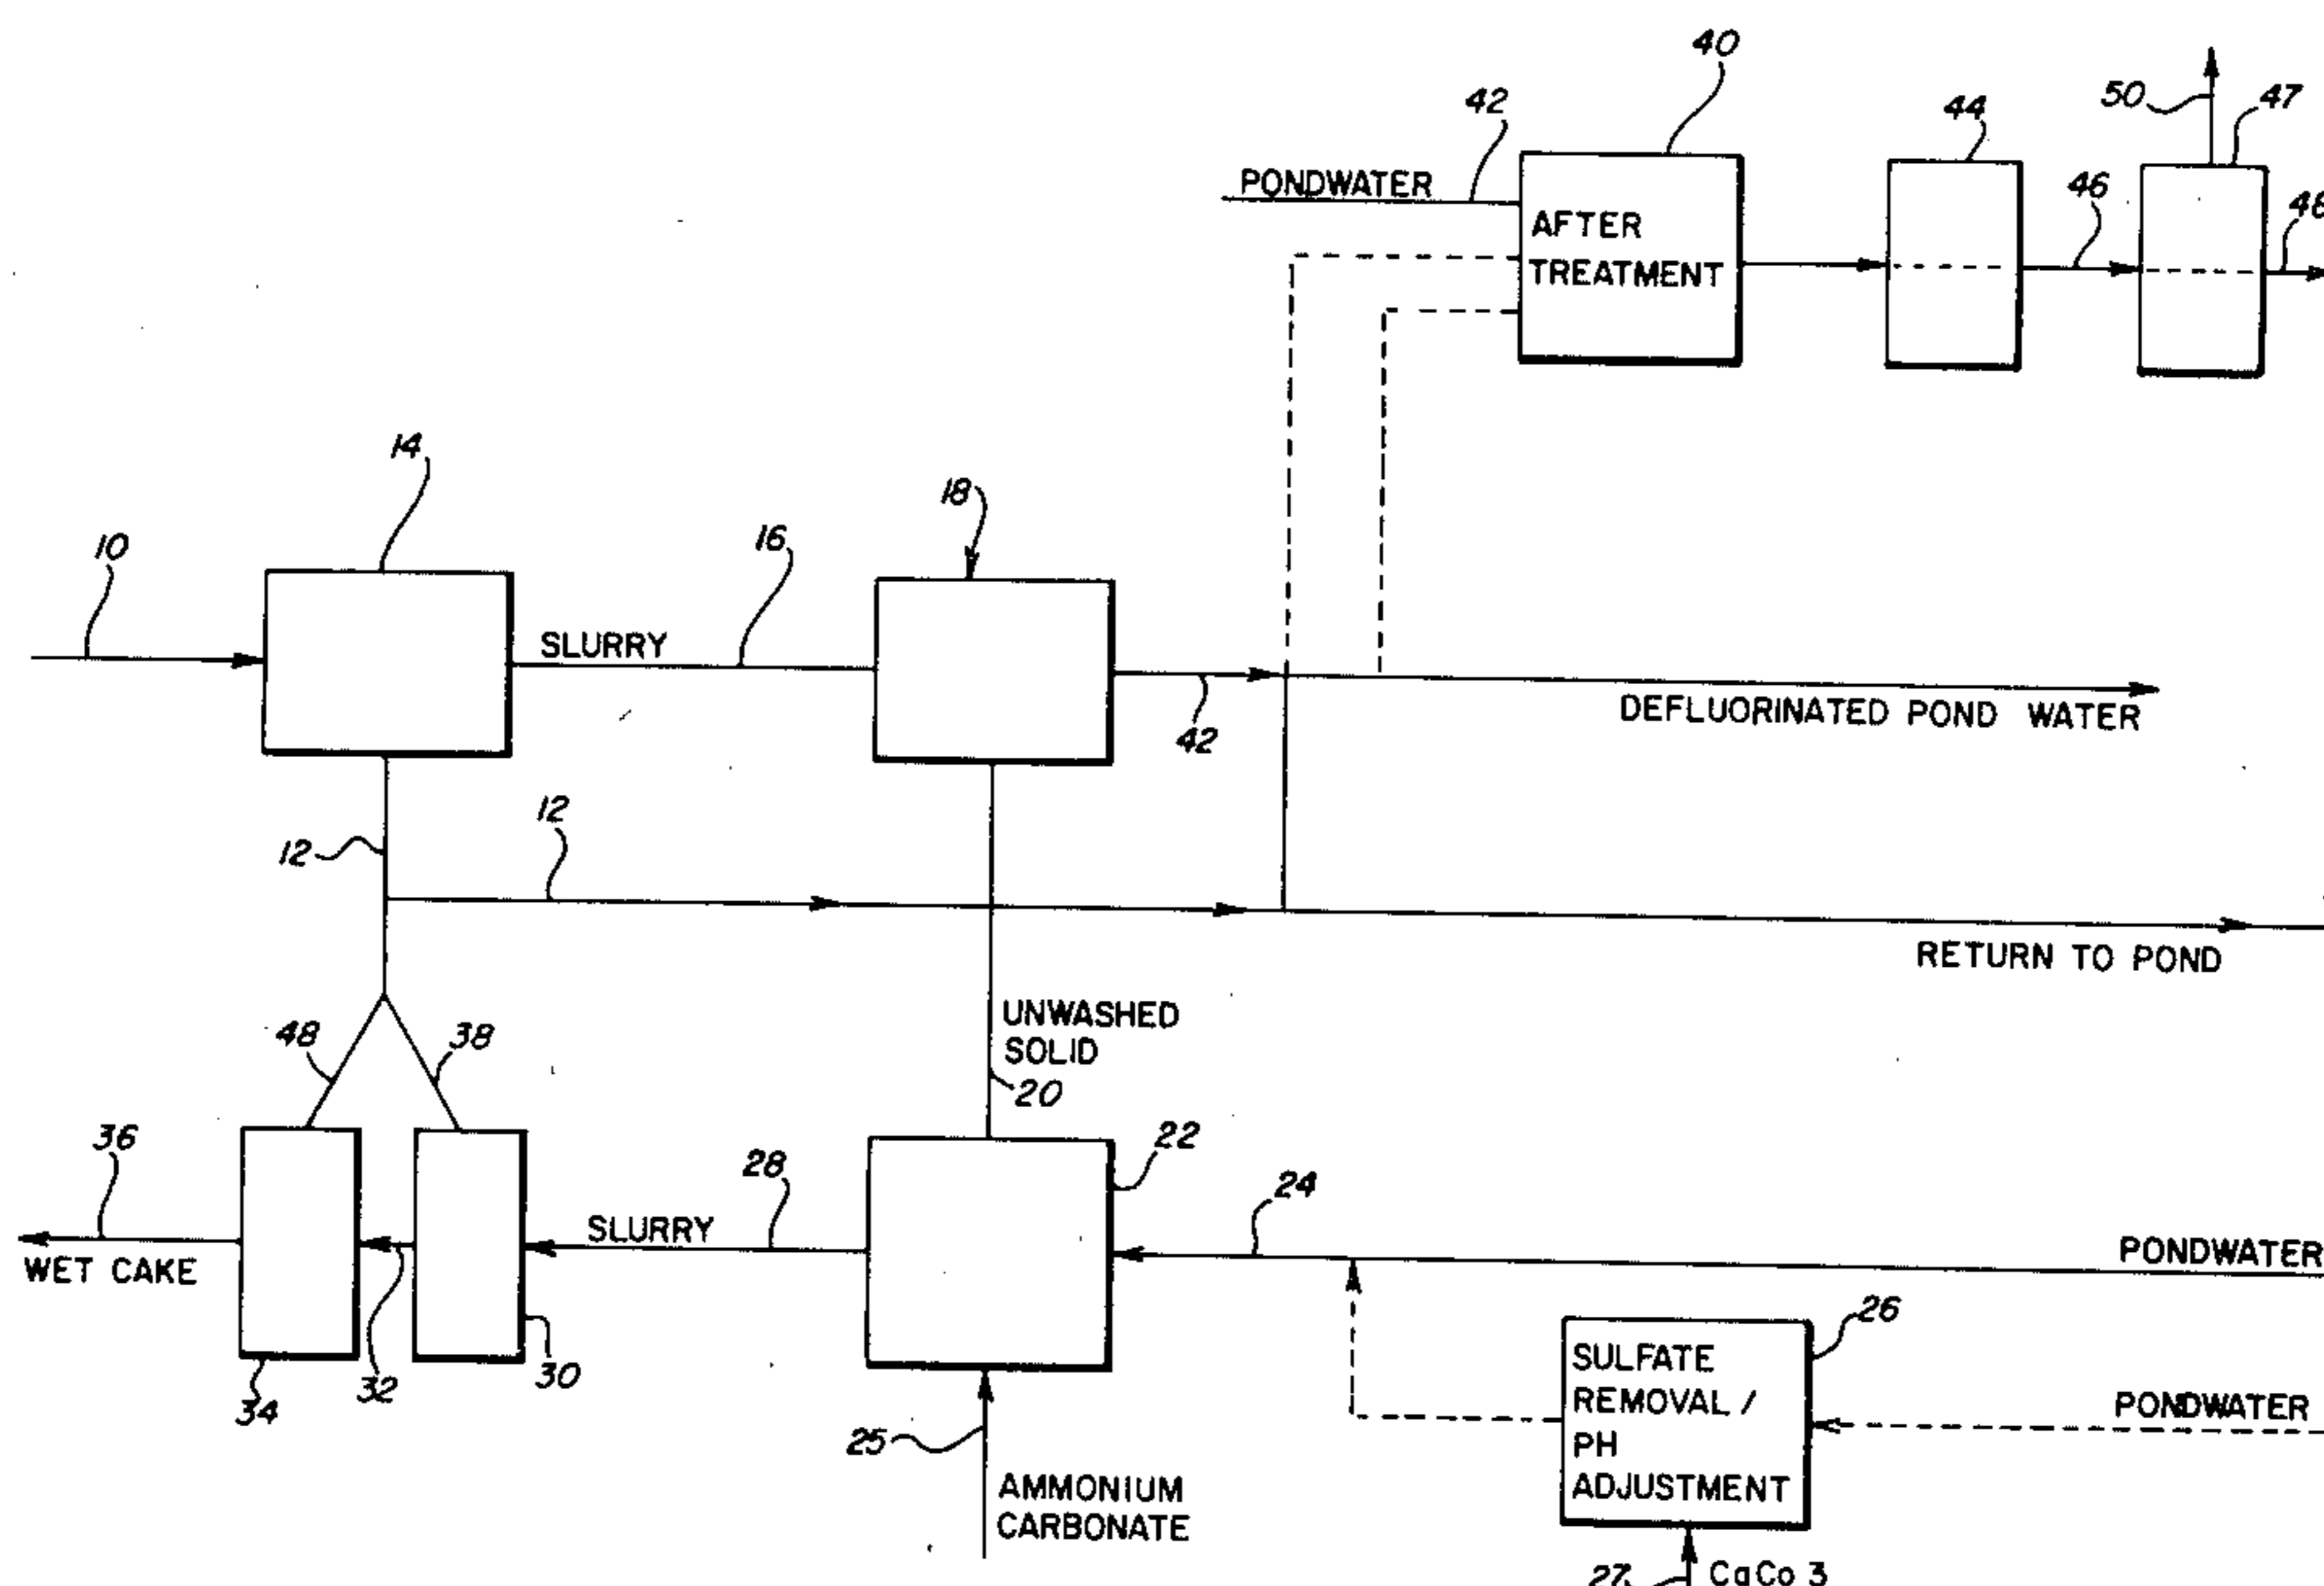 40
42
44
50
47
PONDWATER
46
48
AFTER
TREATMENT
14
18
10
16
SLURRY
42
DEFLUORINATED POND WATER
12
12
RETURN TO POND
UNWASHED
SOLID
20
48
38
36
28
22
24
SLURRY
WET CAKE
PONDWATER
26
SULFATE
REMOVAL /
PH
ADJUSTMENT
34
32
30
25
PONDWATER
AMMONIUM
CARBONATE
27
CaCo 3